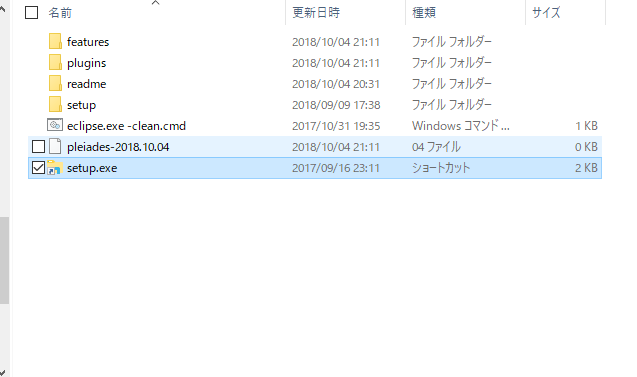 名前 更新日時 種類 サイズ
features 2018/10/04 21:11 ファイル フォルダー
plugins 2018/10/04 21:11 ファイル フォルダー
readme 2018/10/04 20:31 ファイル フォルダー
setup 2018/09/09 17:38 ファイル フォルダー
eclipse.exe -clean.cmd 2017/10/31 19:35 Windows コマンド ... 1 KB
pleiades-2018.10.04 2018/10/04 21:11 04 ファイル 0 KB
setup.exe 2017/09/16 23:11 ショートカット 2 KB